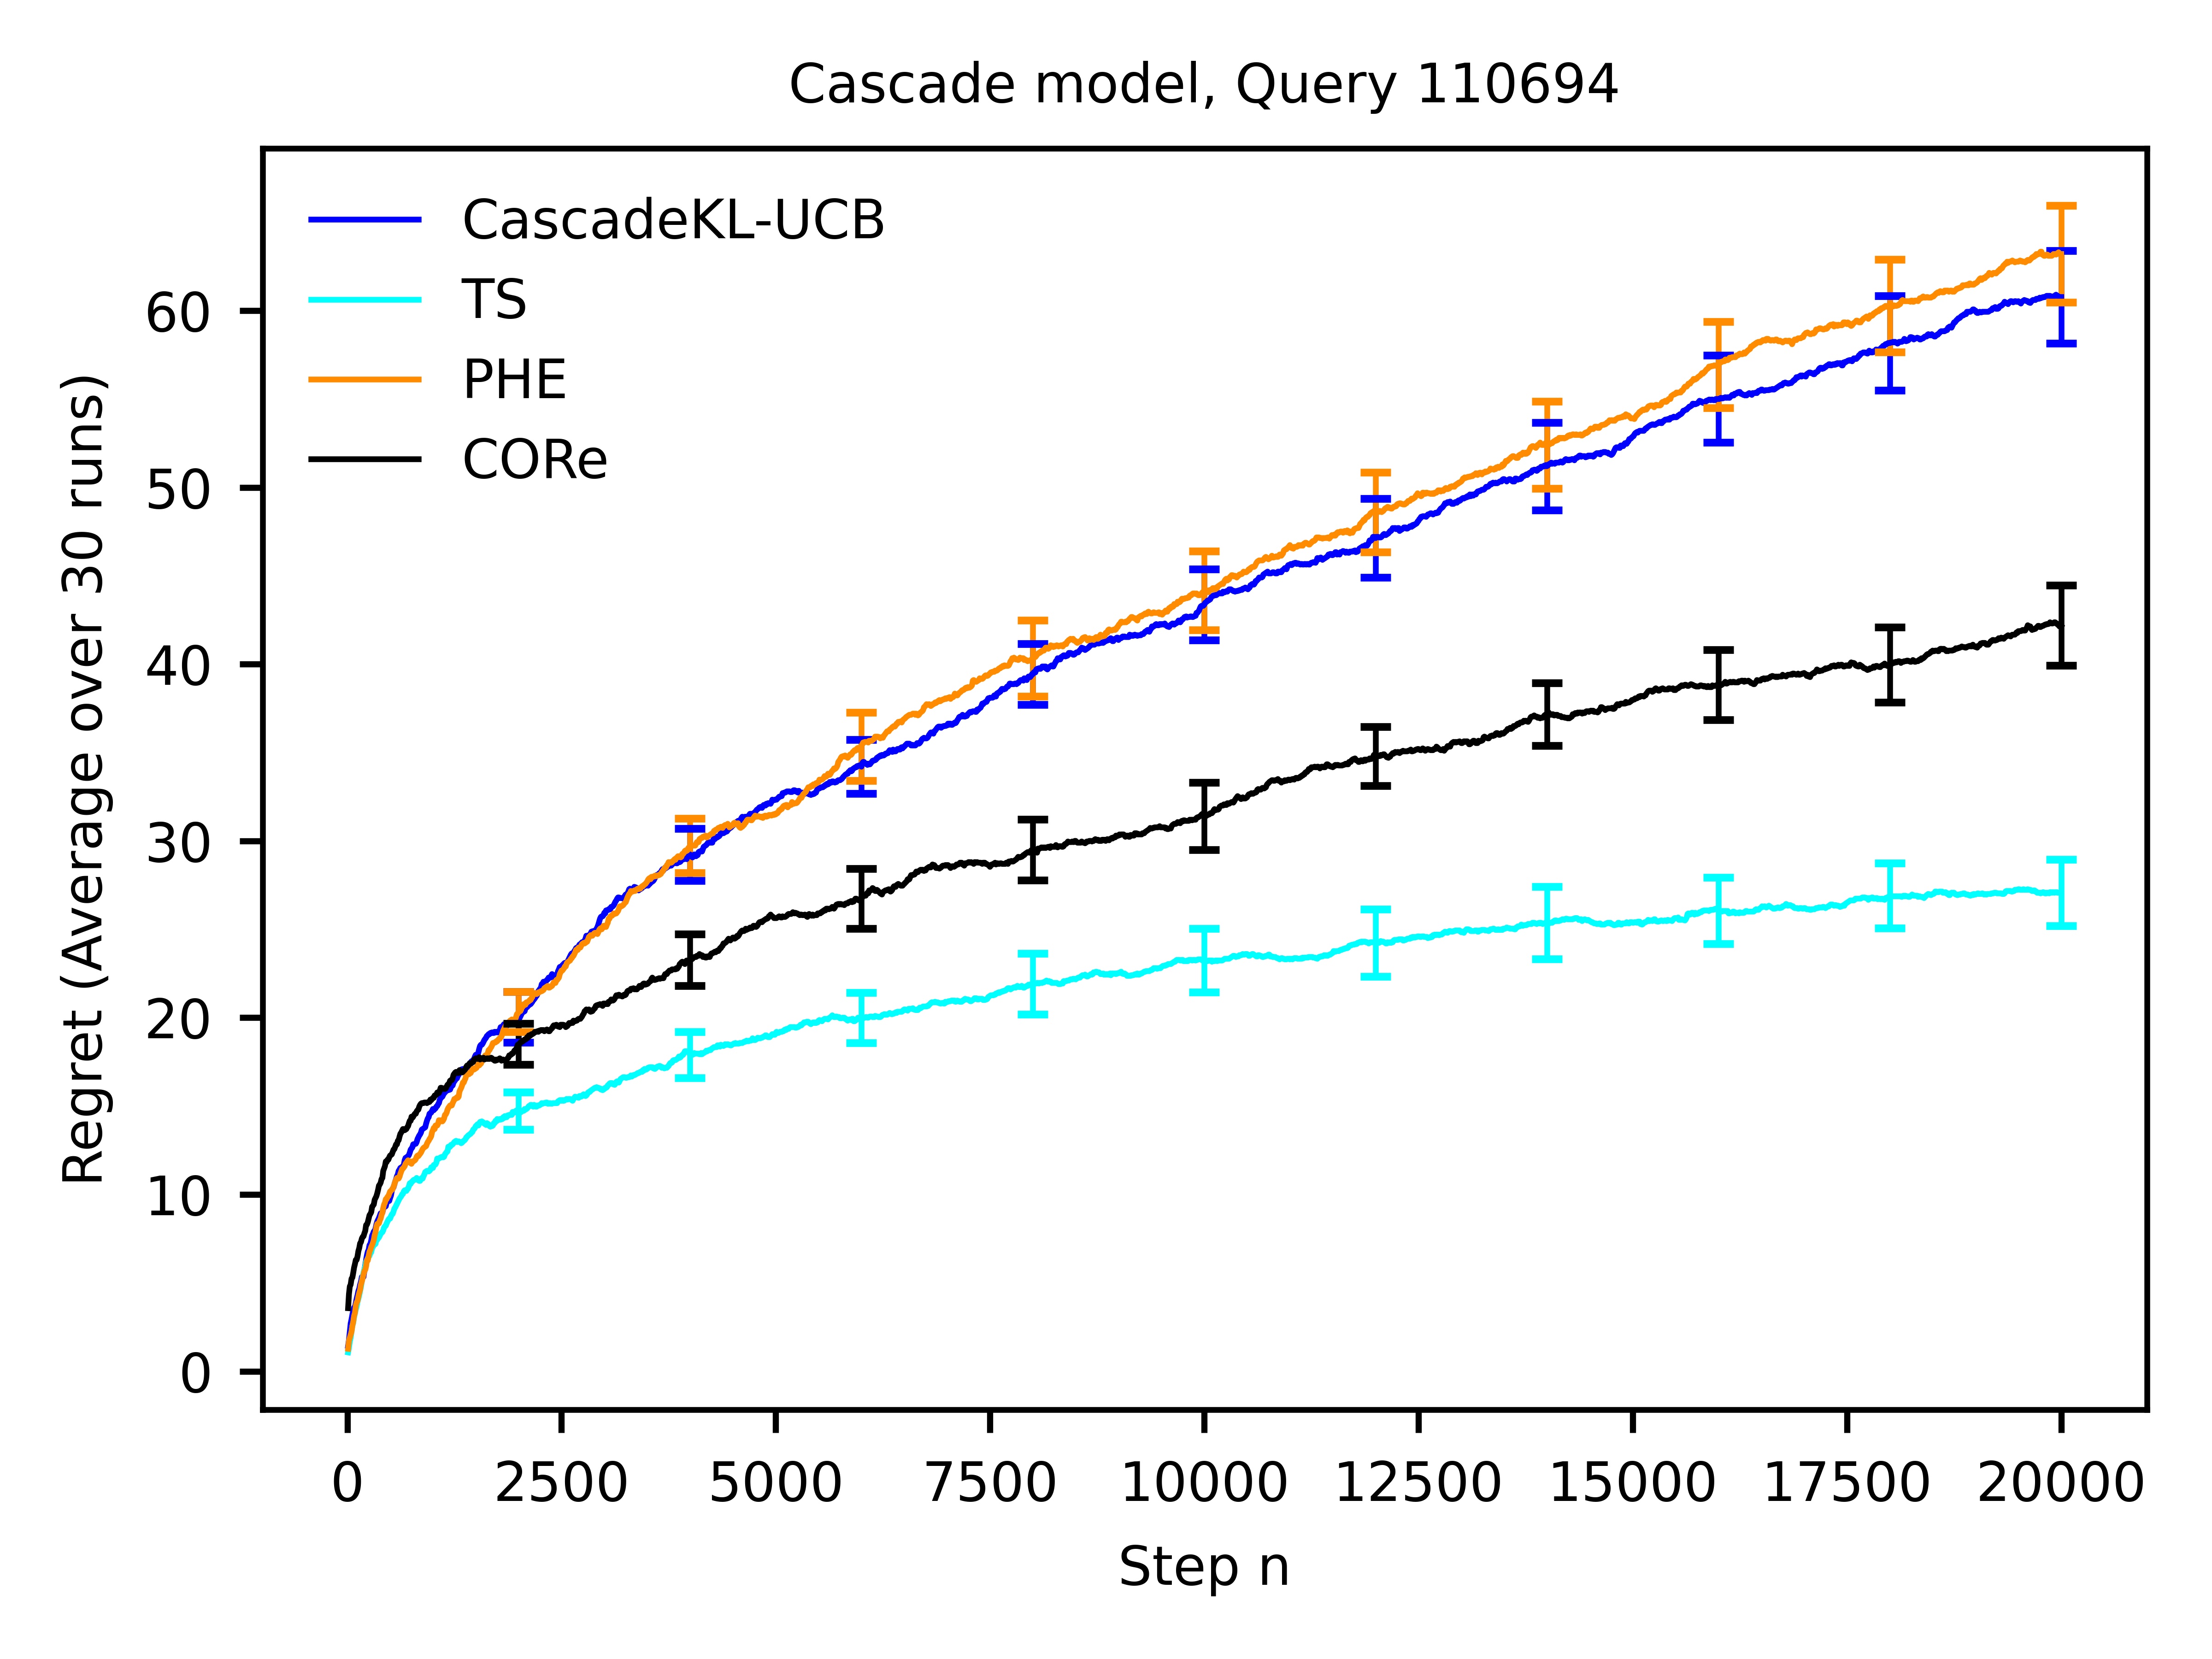 Cascade model, Query 110694
CascadeKL-UCB
TS
PHE
CORe
Regret (Average over 30 runs)
60
50
40
30
20
10
0
0 2500 5000 7500 10000 12500 15000 17500 20000
Step n